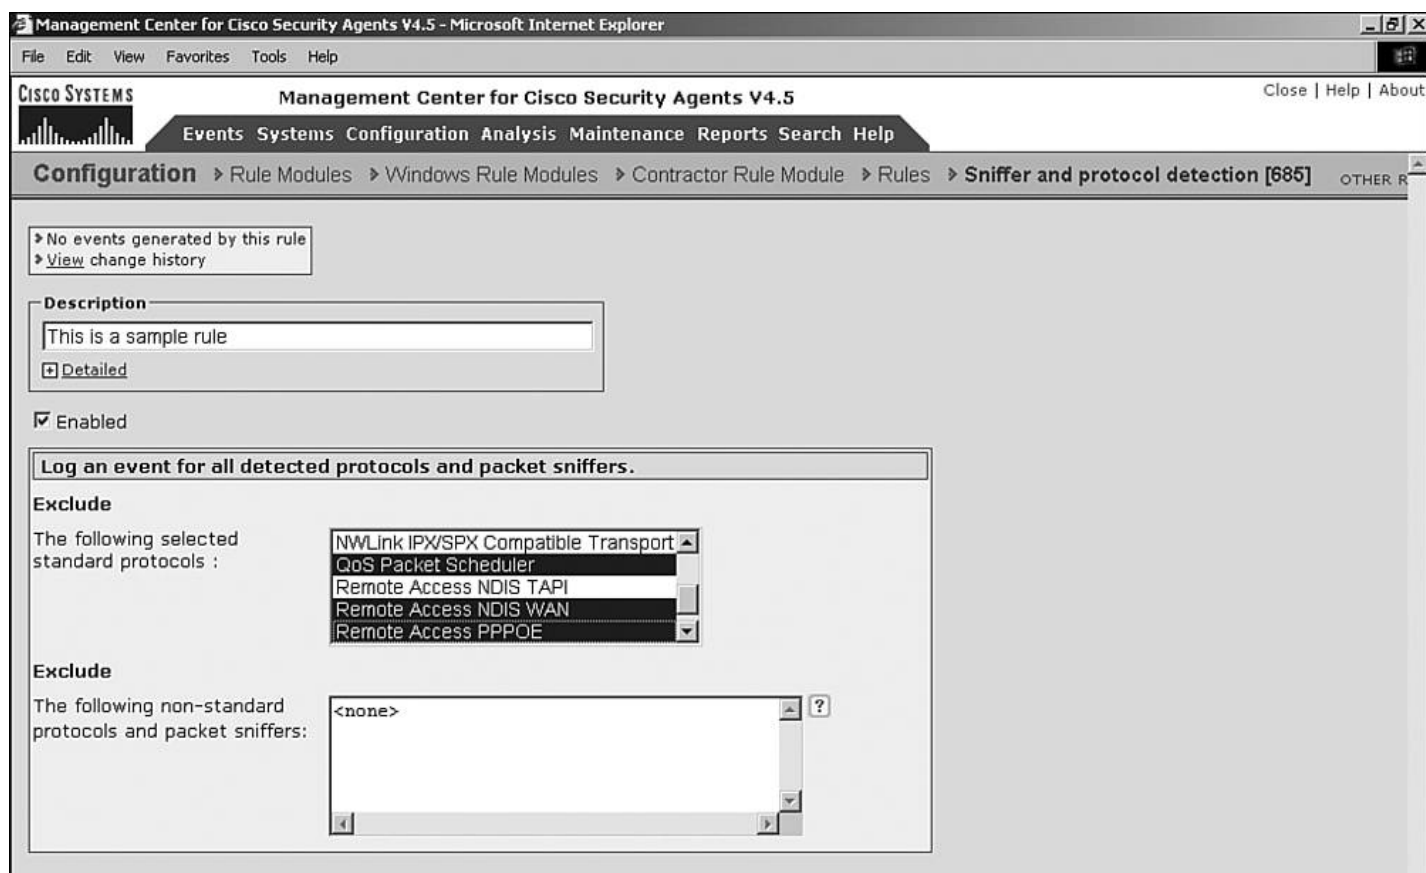 Management Center for Cisco Security Agents V4.5 - Microsoft Internet Explorer
File Edit View Favorites Tools Help
CISCO SYSTEMS
Management Center for Cisco Security Agents V4.5
Close | Help | About
Events Systems Configuration Analysis Maintenance Reports Search Help
Configuration > Rule Modules > Windows Rule Modules > Contractor Rule Module > Rules > Sniffer and protocol detection [685] OTHER R
> No events generated by this rule
> View change history
Description
This is a sample rule
+ Detailed
Enabled
Log an event for all detected protocols and packet sniffers.
Exclude
The following selected
standard protocols :
NWLink IPX/SPX Compatible Transport
QoS Packet Scheduler
Remote Access NDIS TAPI
Remote Access NDIS WAN
Remote Access PPPOE
Exclude
The following non-standard
protocols and packet sniffers:
<none>
?